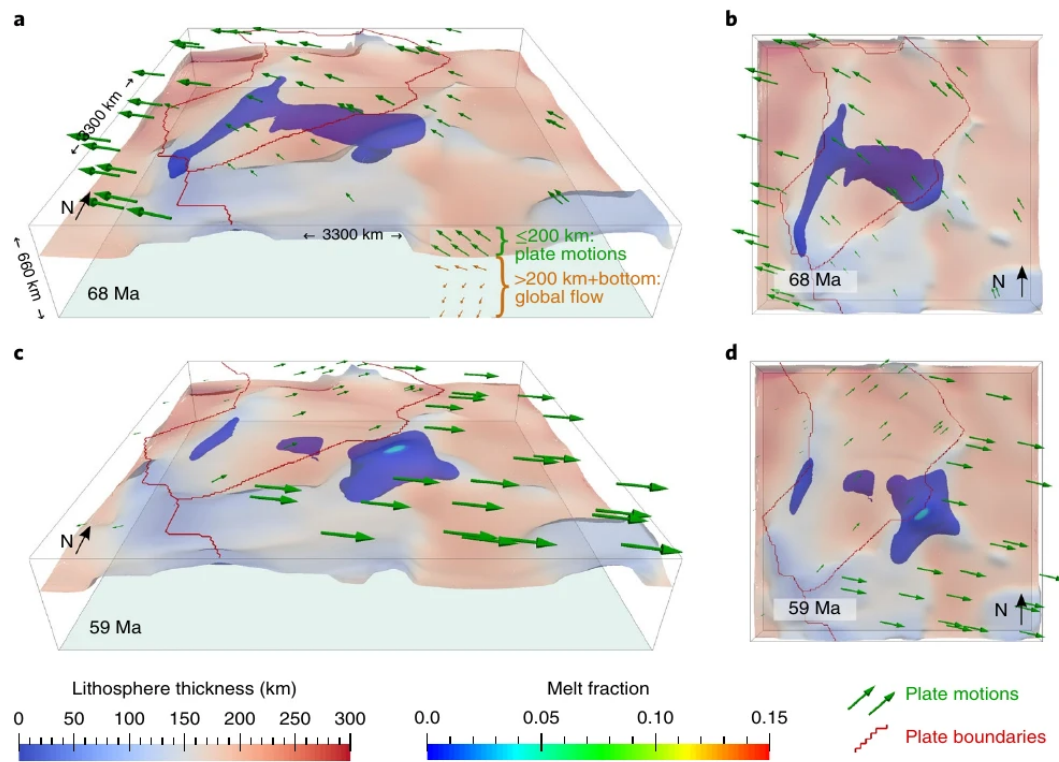 a
b
← 3300 km →
N
← 3300 km →
← 660 km →
≤200 km:
plate motions
>200 km+bottom:
global flow
68 Ma
68 Ma
N
c
d
N
59 Ma
59 Ma
N
Lithosphere thickness (km)
0 50 100 150 200 250 300
Melt fraction
0.0 0.05 0.10 0.15
Plate motions
Plate boundaries